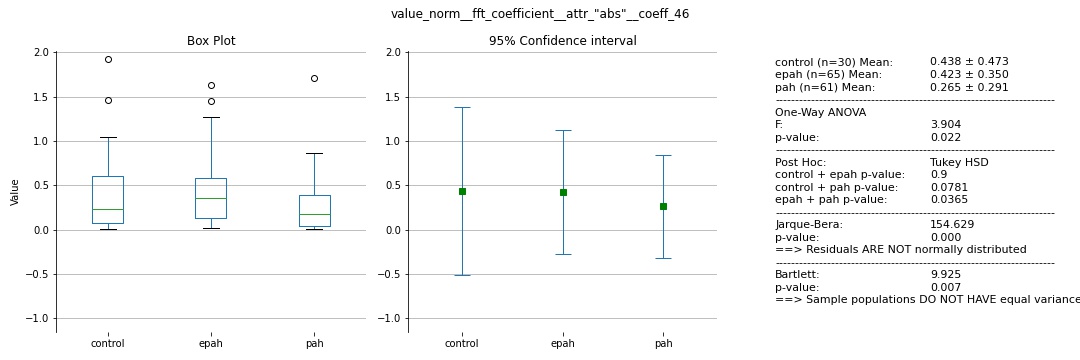 value_norm__fft_coefficient__attr_"abs"__coeff_46
Box Plot
2.0
1.5
1.0
0.5
0.0
−0.5
−1.0
Value
control
epah
pah
95% Confidence interval
2.0
1.5
1.0
0.5
0.0
−0.5
−1.0
control
epah
pah
control (n=30) Mean: 0.438 ± 0.473
epah (n=65) Mean: 0.423 ± 0.350
pah (n=61) Mean: 0.265 ± 0.291
One-Way ANOVA
F: 3.904
p-value: 0.022
Post Hoc: Tukey HSD
control + epah p-value: 0.9
control + pah p-value: 0.0781
epah + pah p-value: 0.0365
Jarque-Bera: 154.629
p-value: 0.000
==> Residuals ARE NOT normally distributed
Bartlett: 9.925
p-value: 0.007
==> Sample populations DO NOT HAVE equal variance